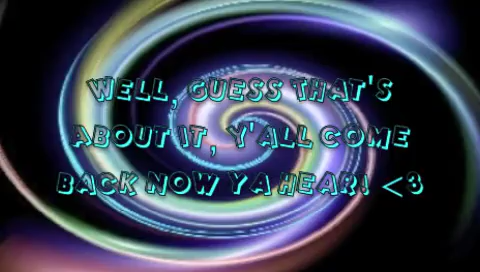 WELL, GUESS THAT'S
ABOUT IT, Y'ALL COME
BACK NOW YA HEAR! <3